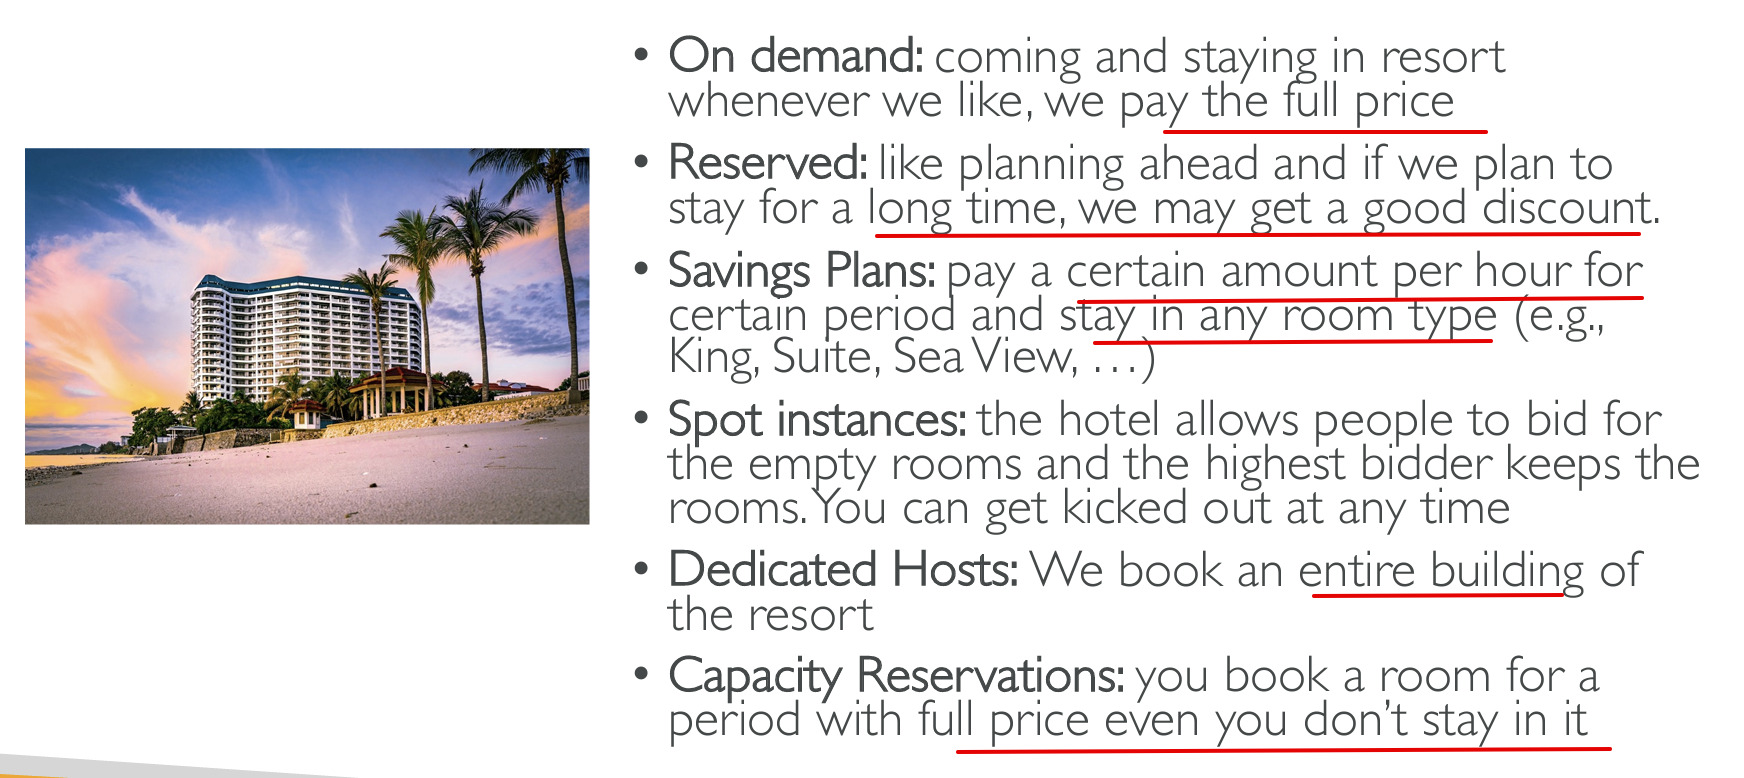 • On demand: coming and staying in resort
whenever we like, we pay the full price
• Reserved: like planning ahead and if we plan to
stay for a long time, we may get a good discount.
• Savings Plans: pay a certain amount per hour for
certain period and stay in any room type (e.g.,
King, Suite, Sea View, …)
• Spot instances: the hotel allows people to bid for
the empty rooms and the highest bidder keeps the
rooms. You can get kicked out at any time
• Dedicated Hosts: We book an entire building of
the resort
• Capacity Reservations: you book a room for a
period with full price even you don’t stay in it